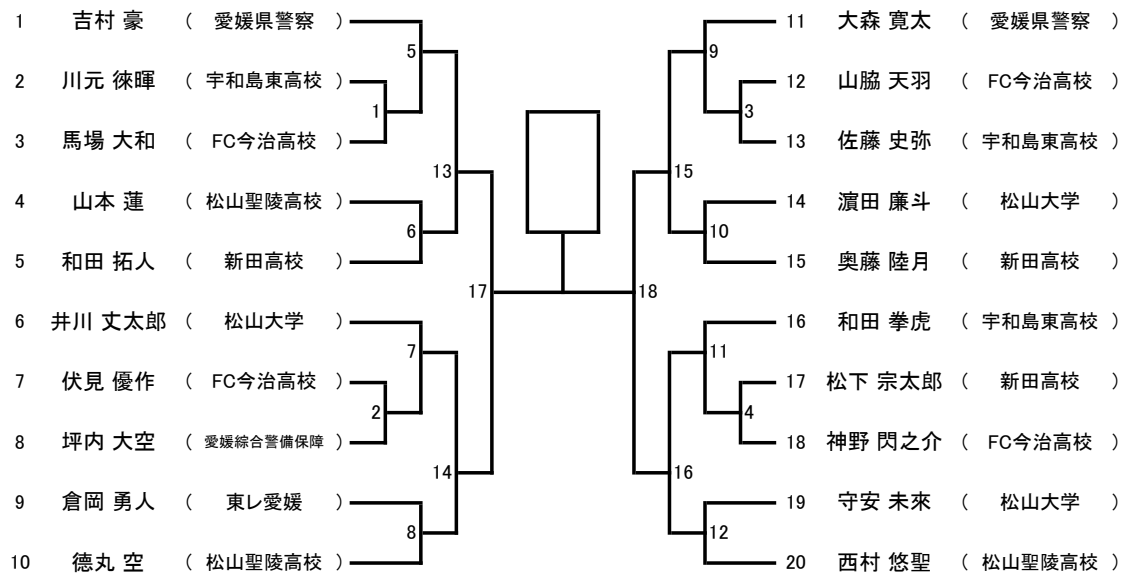 1 吉村 豪 ( 愛媛県警察 ) 11 大森 寛太 ( 愛媛県警察 )
5 9
2 川元 徠暉 ( 宇和島東高校 ) 12 山脇 天羽 ( FC今治高校 )
1 3
3 馬場 大和 ( FC今治高校 ) 13 佐藤 史弥 ( 宇和島東高校 )
13 15
4 山本 蓮 ( 松山聖陵高校 ) 14 濵田 廉斗 ( 松山大学 )
6 10
5 和田 拓人 ( 新田高校 ) 15 奥藤 陸月 ( 新田高校 )
17 18
6 井川 丈太郎 ( 松山大学 ) 16 和田 拳虎 ( 宇和島東高校 )
7 11
7 伏見 優作 ( FC今治高校 ) 17 松下 宗太郎 ( 新田高校 )
2 4
8 坪内 大空 ( 愛媛綜合警備保障 ) 18 神野 閃之介 ( FC今治高校 )
14 16
9 倉岡 勇人 ( 東レ愛媛 ) 19 守安 未來 ( 松山大学 )
8 12
10 德丸 空 ( 松山聖陵高校 ) 20 西村 悠聖 ( 松山聖陵高校 )